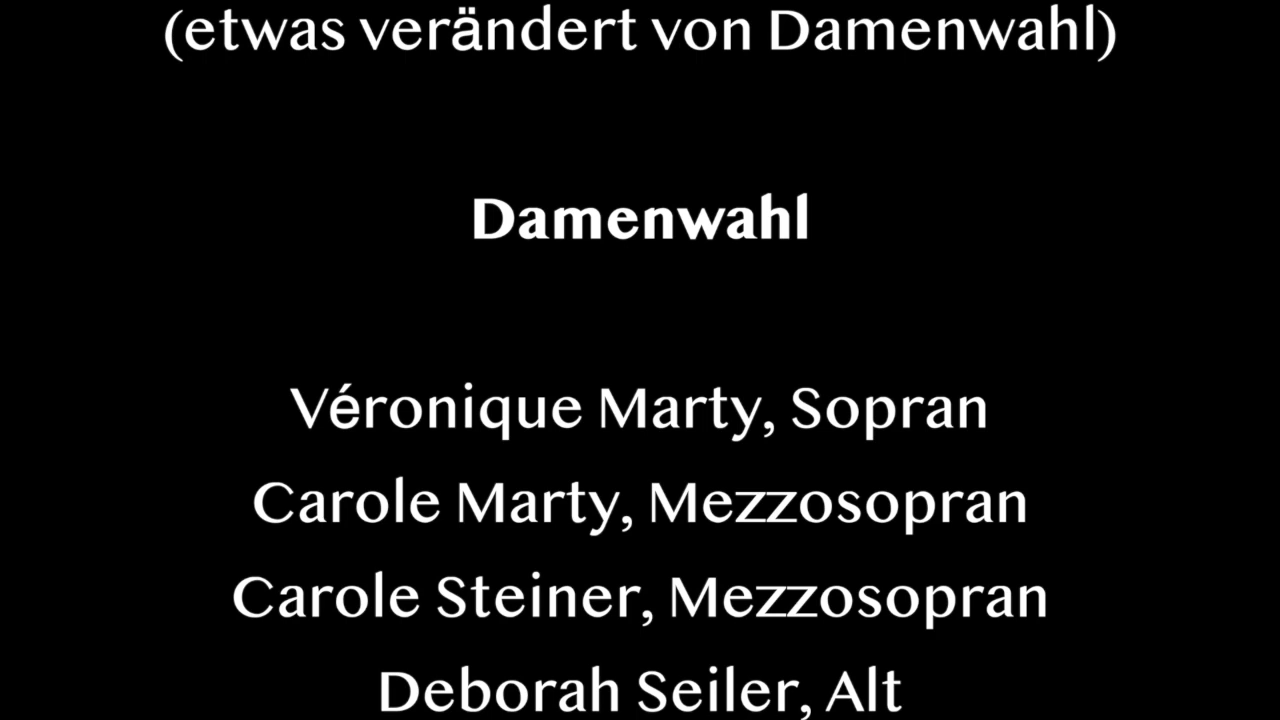 (etwas verändert von Damenwahl)
Damenwahl
Véronique Marty, Sopran
Carole Marty, Mezzosopran
Carole Steiner, Mezzosopran
Deborah Seiler, Alt